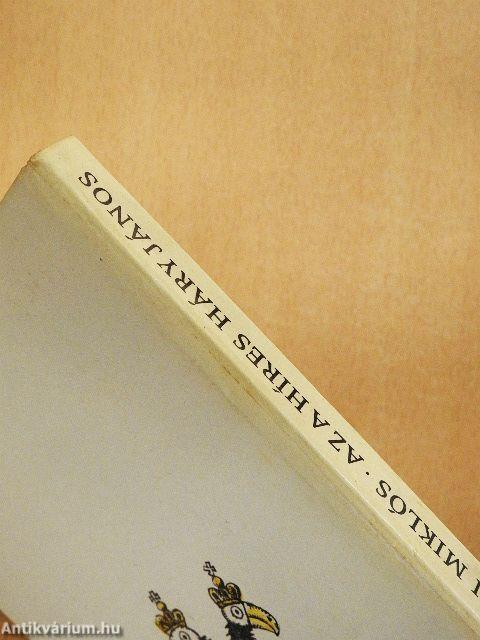 MIKLÓS · AZ A HÍRES HÁRY JÁNOS
Antikvárium.hu